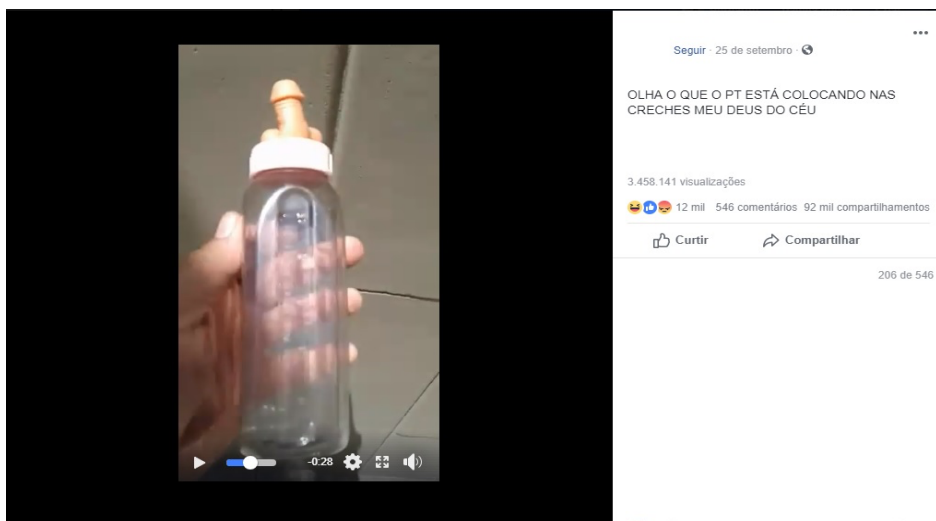 Seguir · 25 de setembro ·
OLHA O QUE O PT ESTÁ COLOCANDO NAS
CRECHES MEU DEUS DO CÉU
3.458.141 visualizações
12 mil 546 comentários 92 mil compartilhamentos
Curtir Compartilhar
206 de 546
-0:28